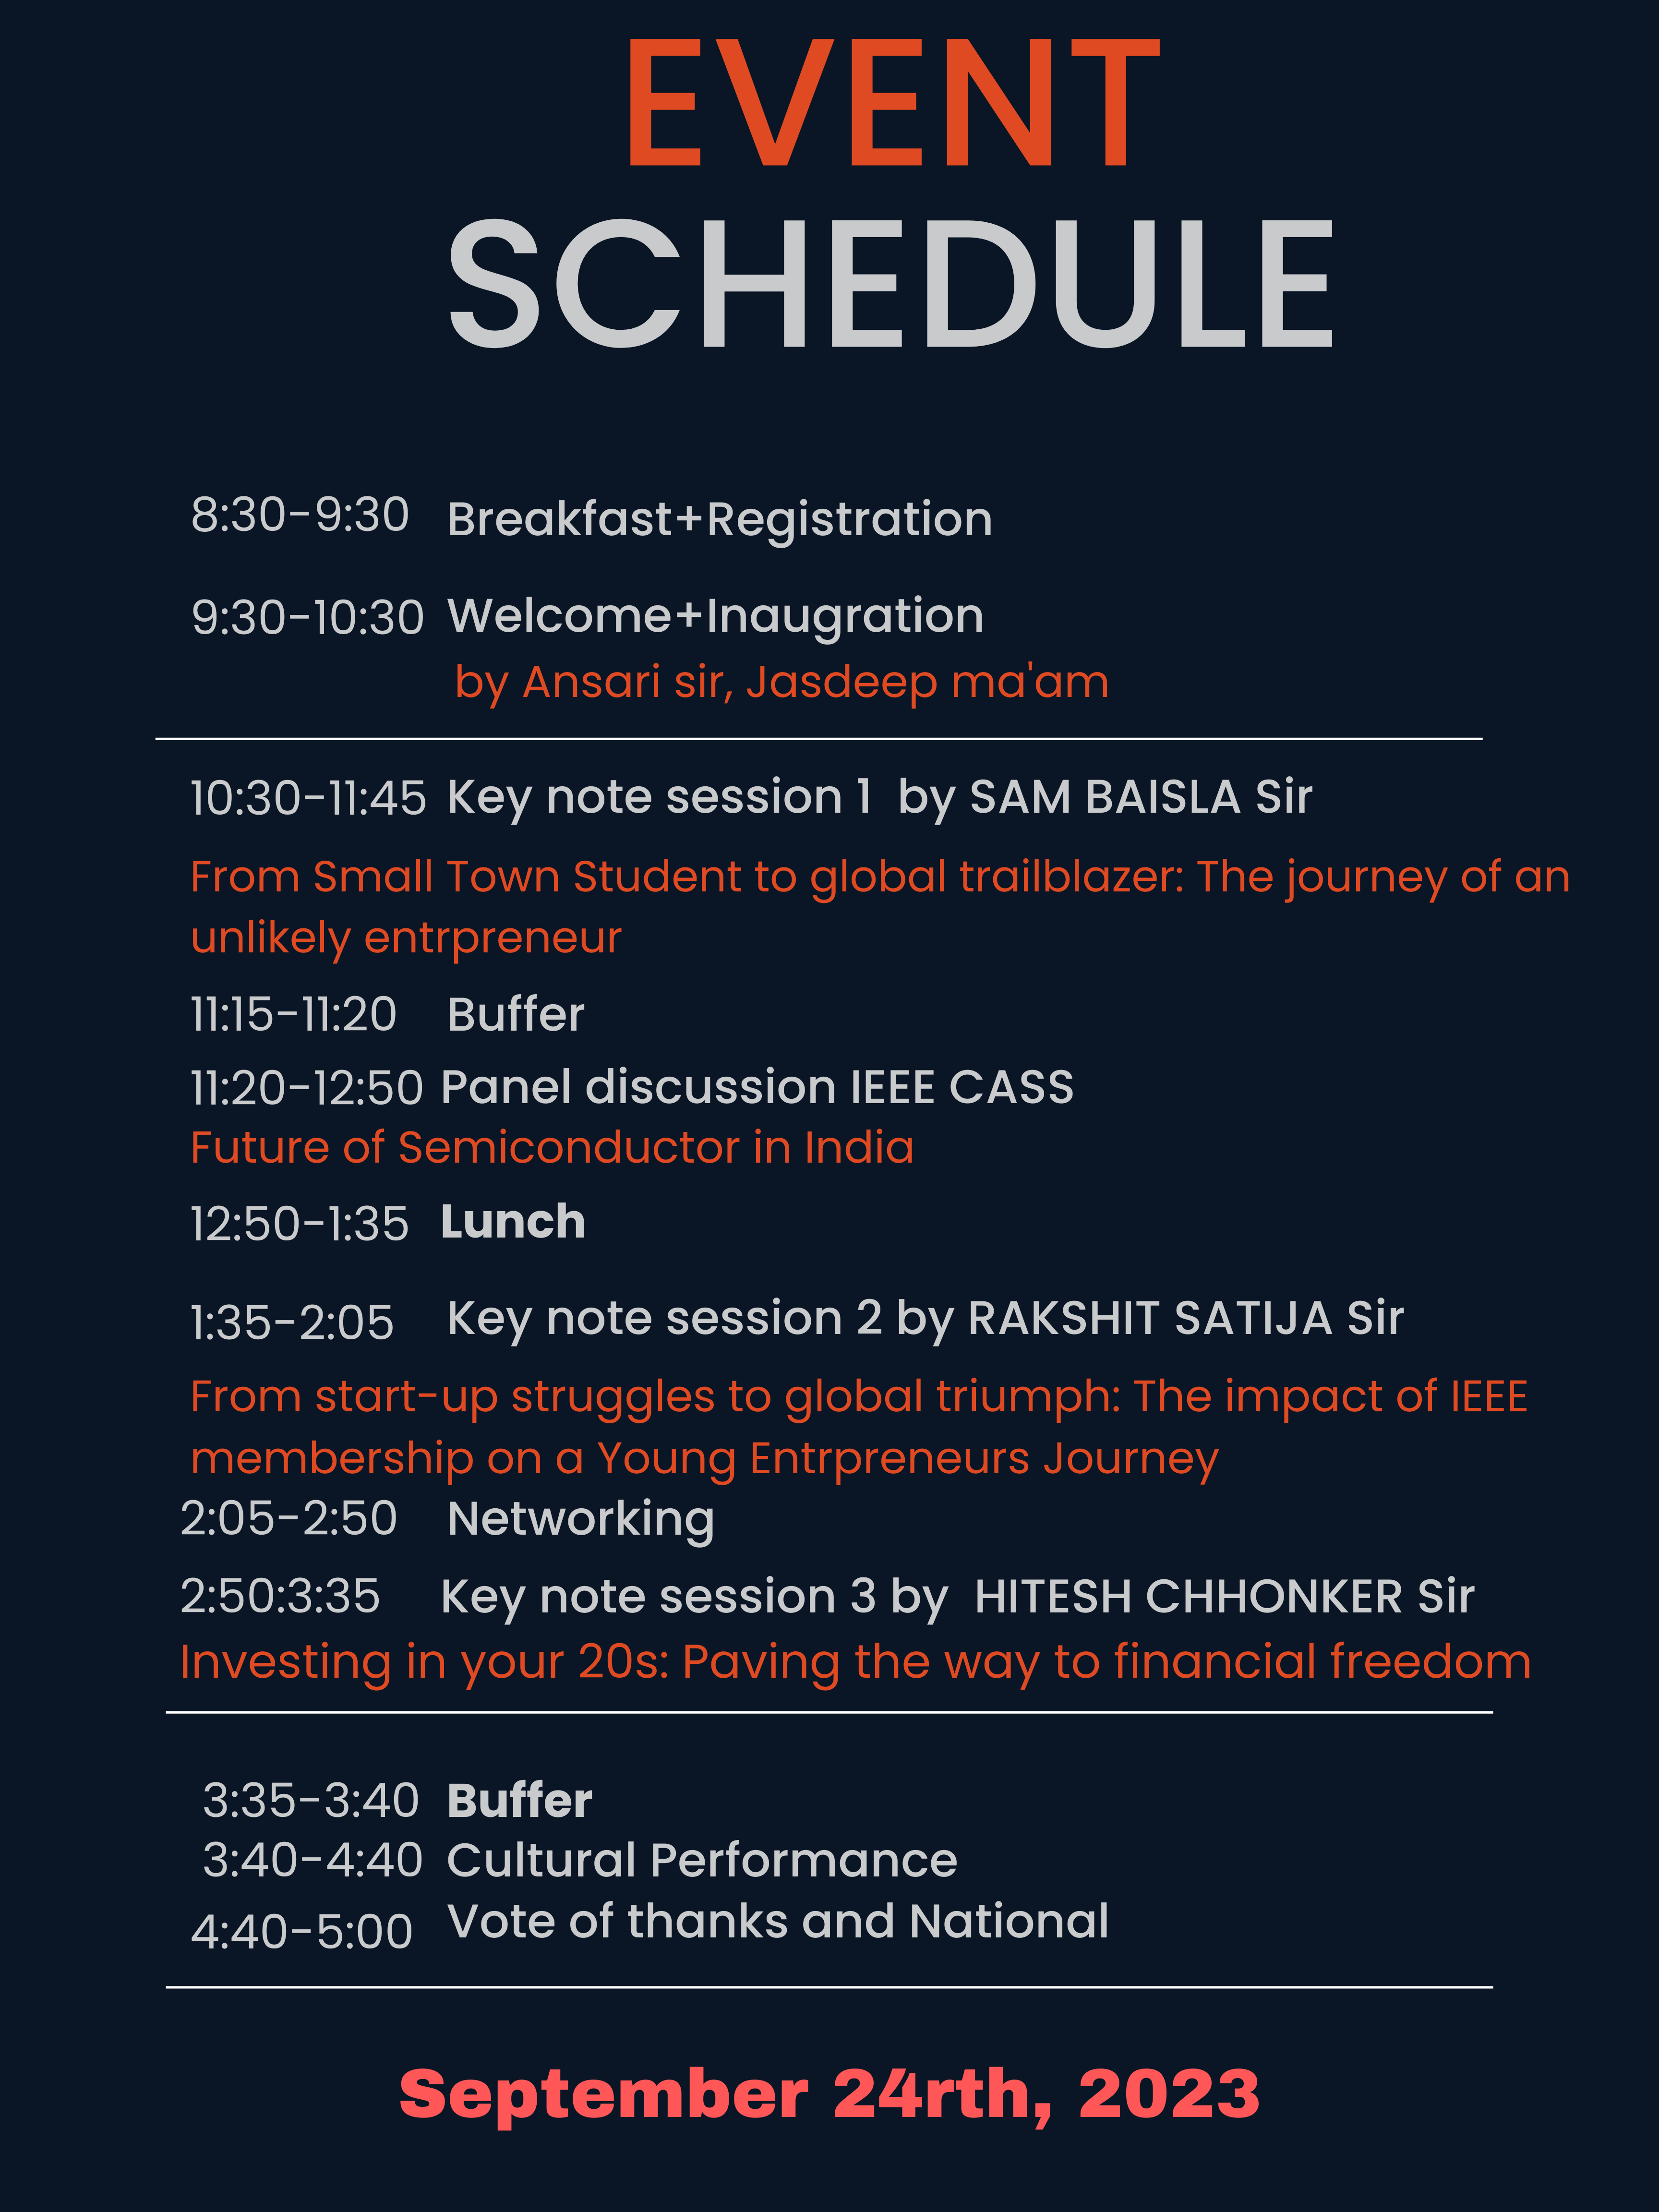 EVENT
SCHEDULE
8:30-9:30 Breakfast+Registration
9:30-10:30 Welcome+Inaugration
by Ansari sir, Jasdeep ma'am
10:30-11:45 Key note session 1 by SAM BAISLA Sir
From Small Town Student to global trailblazer: The journey of an
unlikely entrpreneur
11:15-11:20 Buffer
11:20-12:50 Panel discussion IEEE CASS
Future of Semiconductor in India
12:50-1:35 Lunch
1:35-2:05 Key note session 2 by RAKSHIT SATIJA Sir
From start-up struggles to global triumph: The impact of IEEE
membership on a Young Entrpreneurs Journey
2:05-2:50 Networking
2:50:3:35 Key note session 3 by HITESH CHHONKER Sir
Investing in your 20s: Paving the way to financial freedom
3:35-3:40 Buffer
3:40-4:40 Cultural Performance
4:40-5:00 Vote of thanks and National
September 24rth, 2023